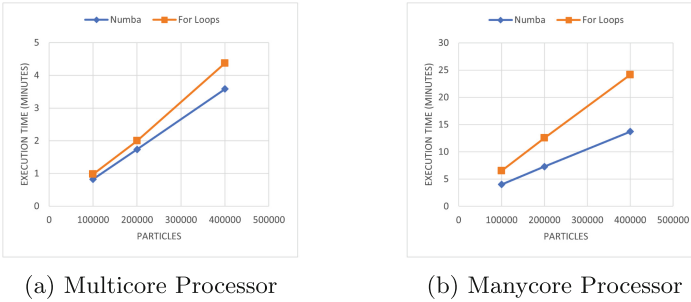 Numba For Loops
5
4
3
2
1
0
EXECUTION TIME (MINUTES)
0 100000 200000 300000 400000 500000
PARTICLES
(a) Multicore Processor
Numba For Loops
30
25
20
15
10
5
0
EXECUTION TIME (MINUTES)
0 100000 200000 300000 400000 500000
PARTICLES
(b) Manycore Processor